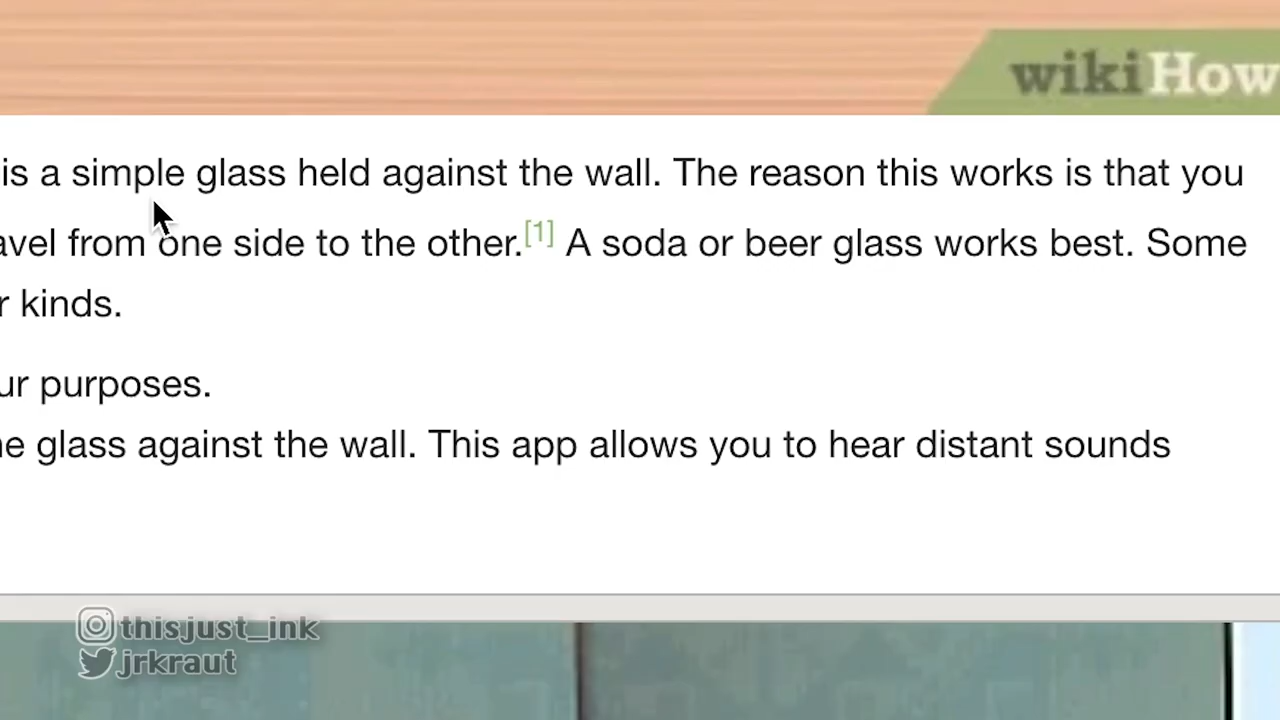 wikiHow
is a simple glass held against the wall. The reason this works is that you
from one side to the other.[1] A soda or beer glass works best. Some
kinds.
purposes.
glass against the wall. This app allows you to hear distant sounds
thisjust_ink
jrkraut